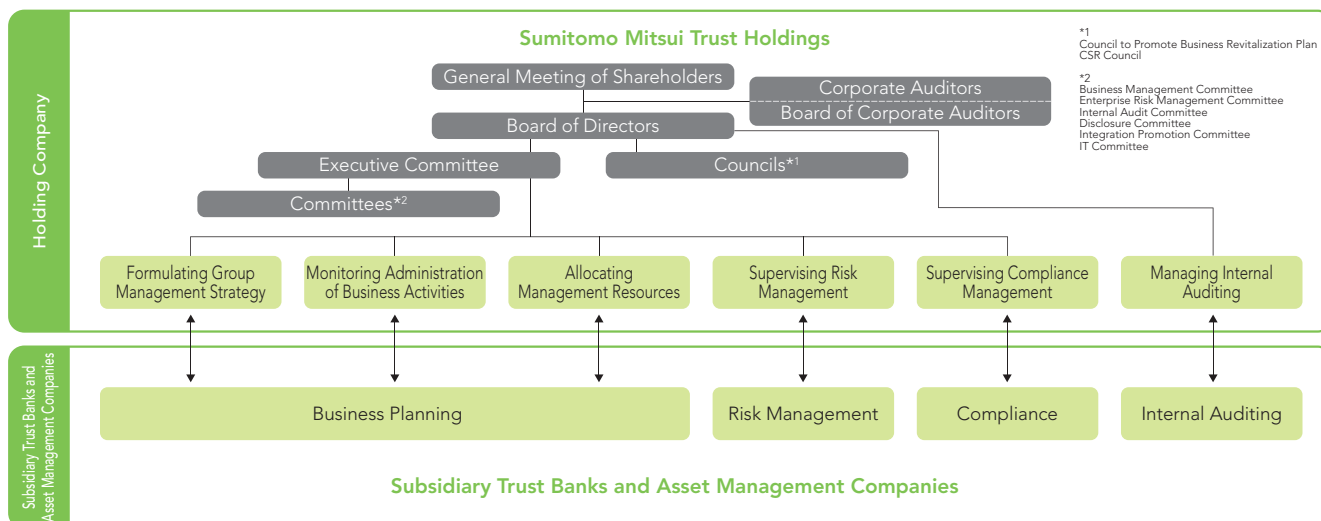 Holding Company
Sumitomo Mitsui Trust Holdings
*1
Council to Promote Business Revitalization Plan
CSR Council
*2
Business Management Committee
Enterprise Risk Management Committee
Internal Audit Committee
Disclosure Committee
Integration Promotion Committee
IT Committee
General Meeting of Shareholders
Corporate Auditors
Board of Corporate Auditors
Board of Directors
Executive Committee
Councils*1
Committees*2
Formulating Group
Management Strategy
Monitoring Administration
of Business Activities
Allocating
Management Resources
Supervising Risk
Management
Supervising Compliance
Management
Managing Internal
Auditing
Subsidiary Trust Banks and
Asset Management Companies
Business Planning
Risk Management
Compliance
Internal Auditing
Subsidiary Trust Banks and Asset Management Companies